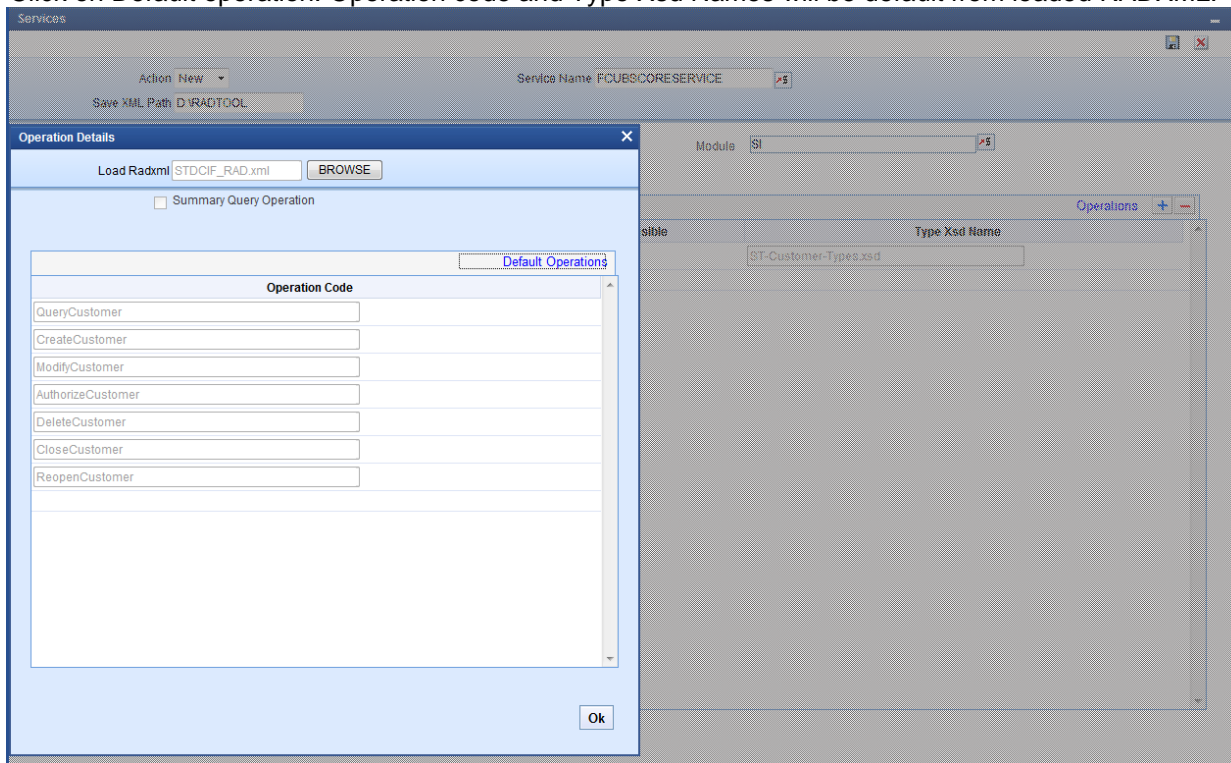 Click on Default operation. Operation code and Type Xsd Names will be default from loaded RADXML.
Services
Action New
Service Name FCUBSCORESERVICE
Save XML Path D:\RADTOOL
Operation Details
Module SI
Load Radxml STDCIF_RAD.xml BROWSE
Summary Query Operation
Operations
sible
Type Xsd Name
ST-Customer-Types.xsd
Default Operations
Operation Code
QueryCustomer
CreateCustomer
ModifyCustomer
AuthorizeCustomer
DeleteCustomer
CloseCustomer
ReopenCustomer
Ok